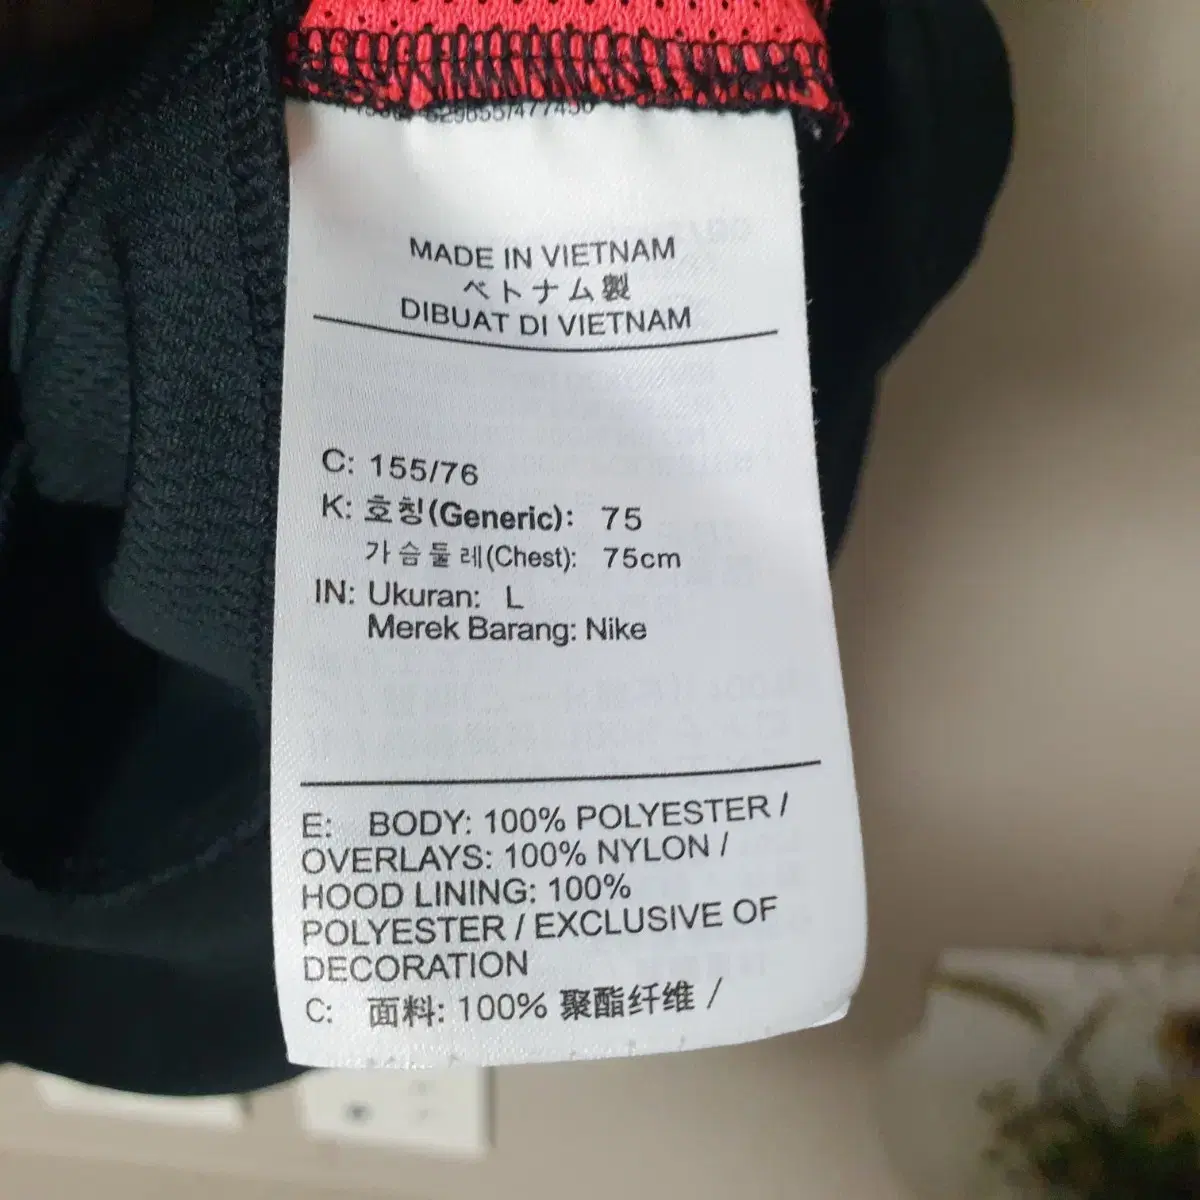 629655/477430
MADE IN VIETNAM
ベトナム製
DIBUAT DI VIETNAM
C: 155/76
K: 호칭(Generic): 75
가슴둘레(Chest): 75cm
IN: Ukuran: L
Merek Barang: Nike
E: BODY: 100% POLYESTER /
OVERLAYS: 100% NYLON /
HOOD LINING: 100%
POLYESTER / EXCLUSIVE OF
DECORATION
C: 面料: 100% 聚酯纤维 /